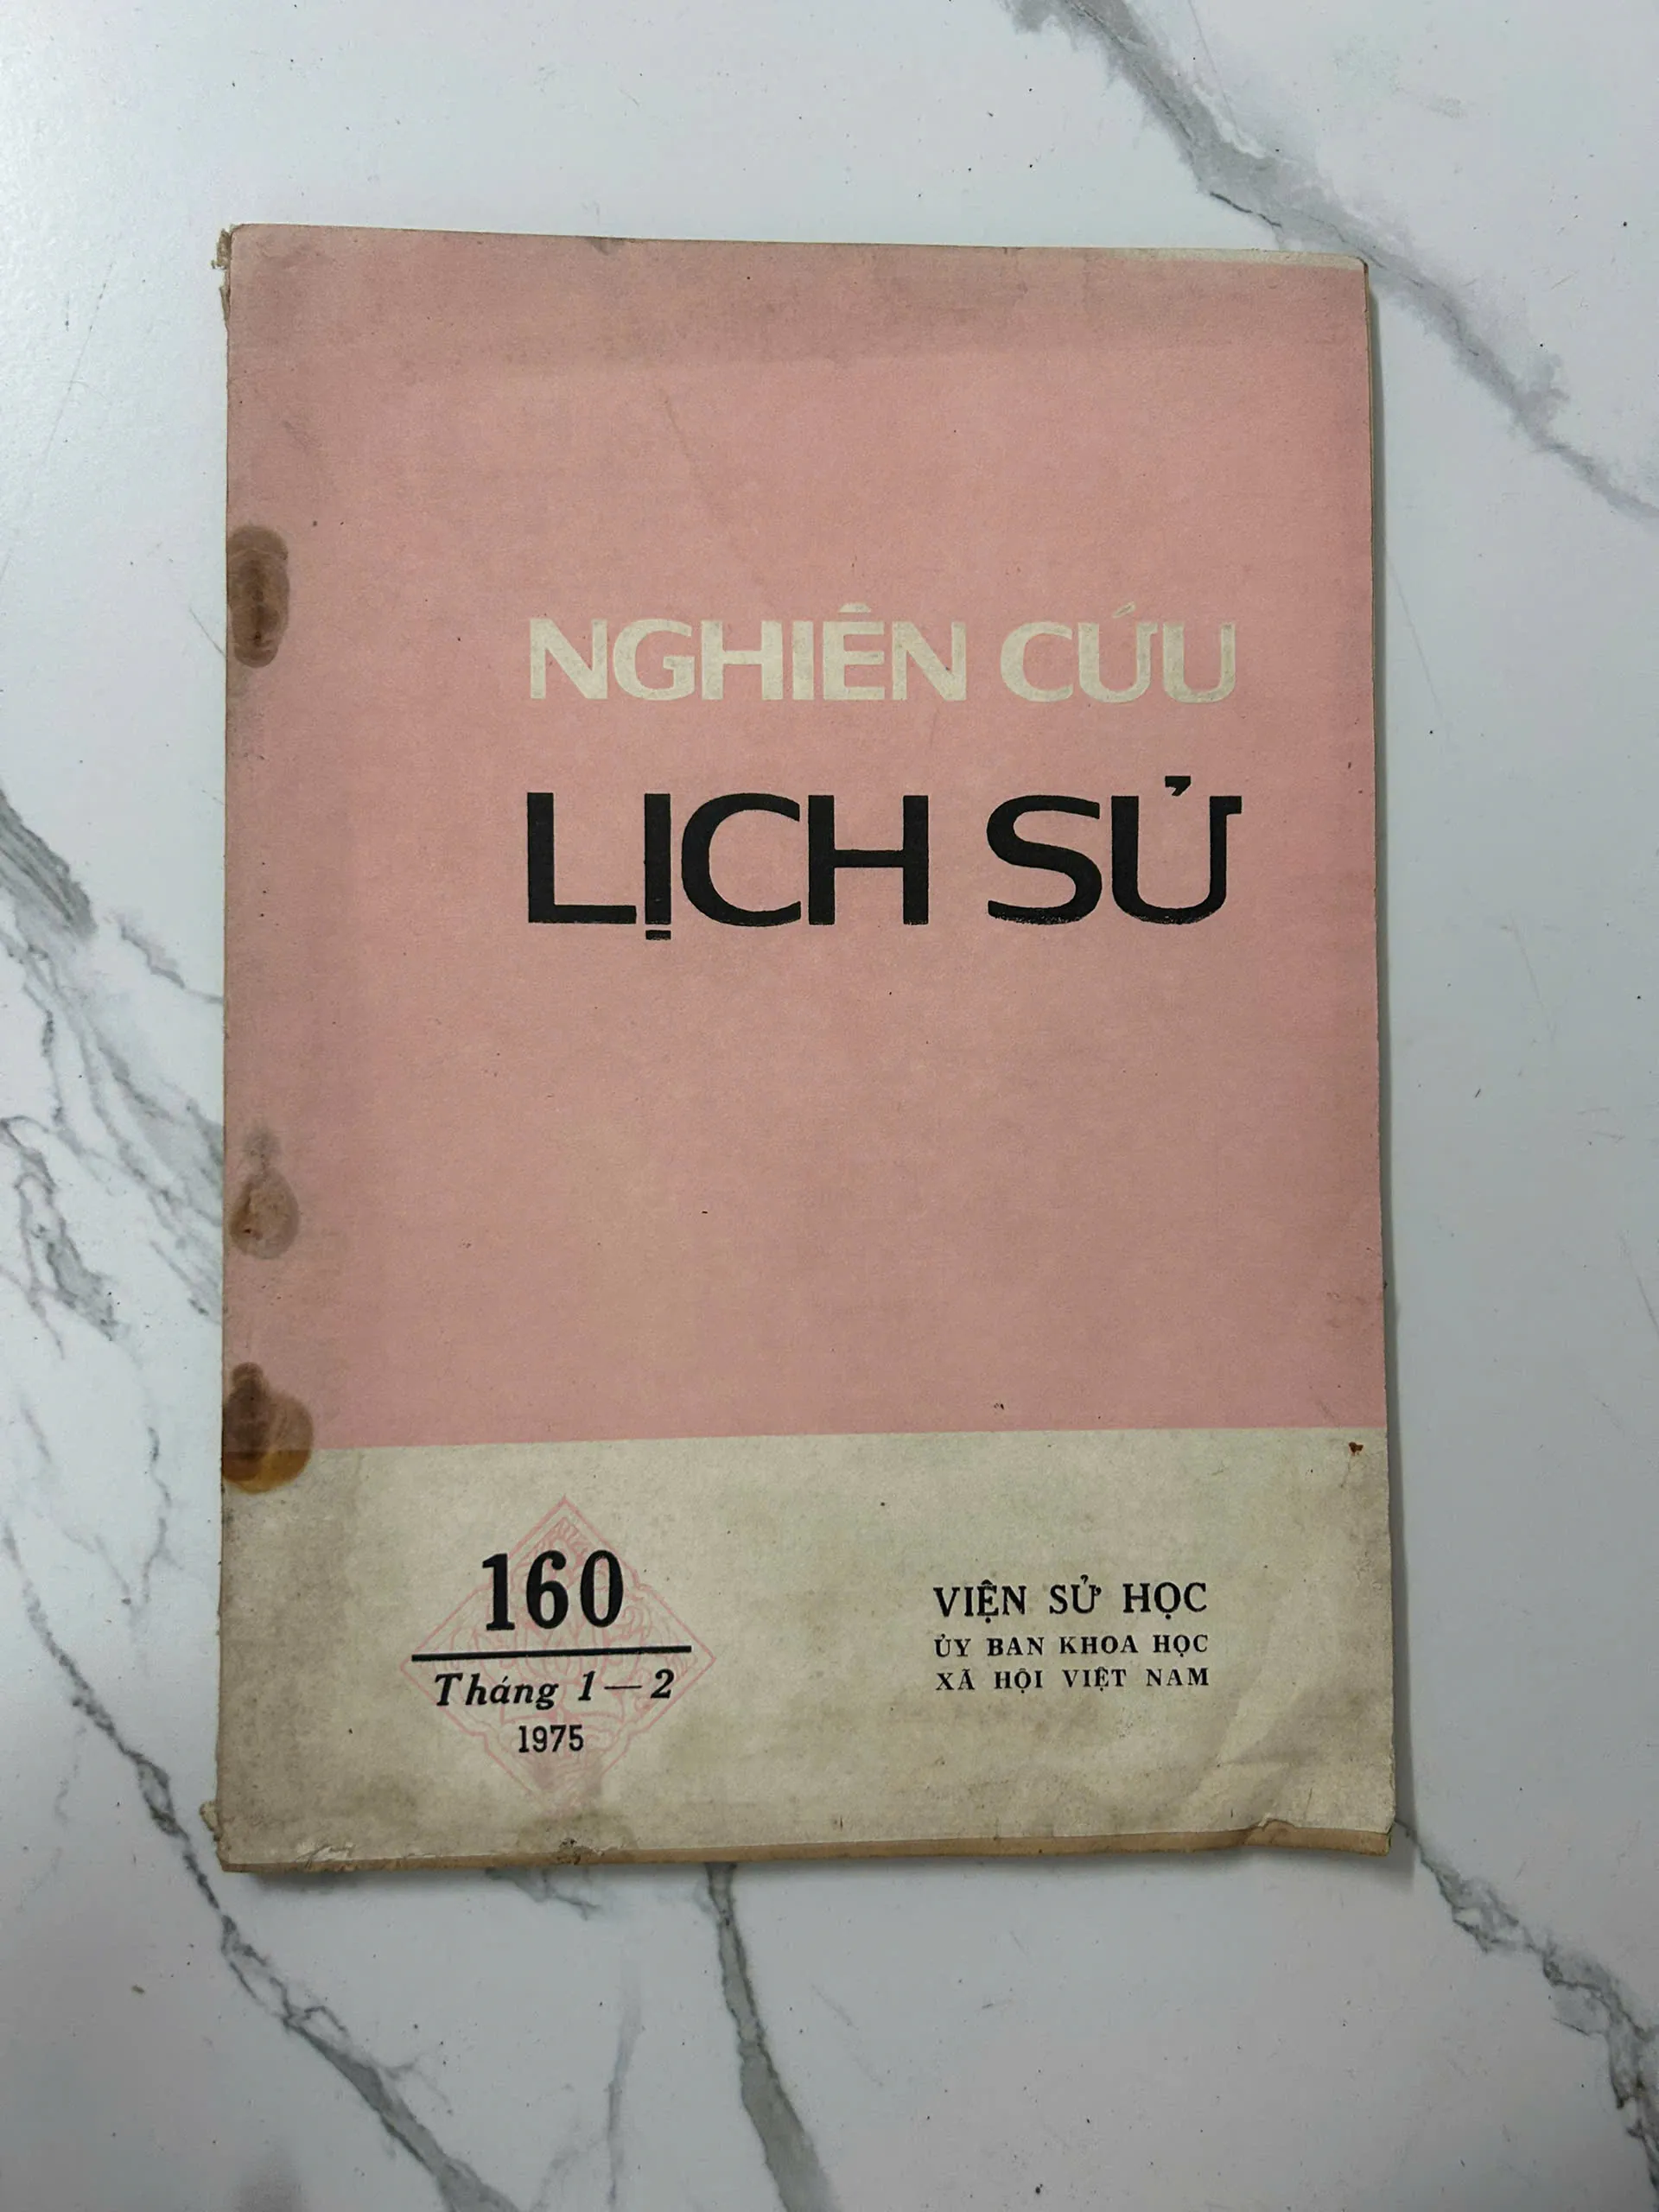 NGHIÊN CỨU
LỊCH SỬ
160
Tháng 1-2
1975
VIỆN SỬ HỌC
ỦY BAN KHOA HỌC
XÃ HỘI VIỆT NAM